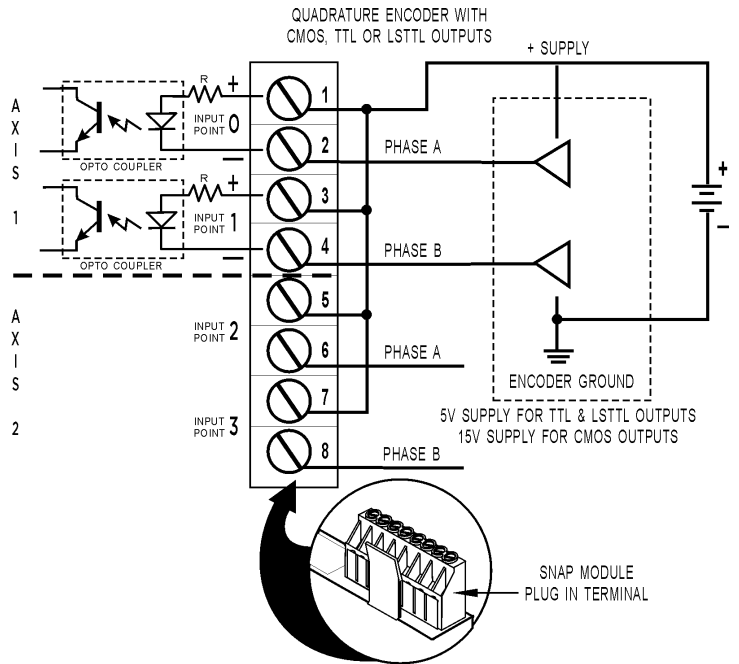 QUADRATURE ENCODER WITH
CMOS, TTL OR LSTTL OUTPUTS
+ SUPPLY
R
+
INPUT
POINT 0
−
OPTO COUPLER
1
2
PHASE A
AXIS 1
R
+
INPUT
POINT 1
−
OPTO COUPLER
3
4
PHASE B
+
−
AXIS 2
INPUT
POINT 2
5
6
PHASE A
INPUT
POINT 3
7
8
PHASE B
ENCODER GROUND
5V SUPPLY FOR TTL & LSTTL OUTPUTS
15V SUPPLY FOR CMOS OUTPUTS
SNAP MODULE
PLUG IN TERMINAL